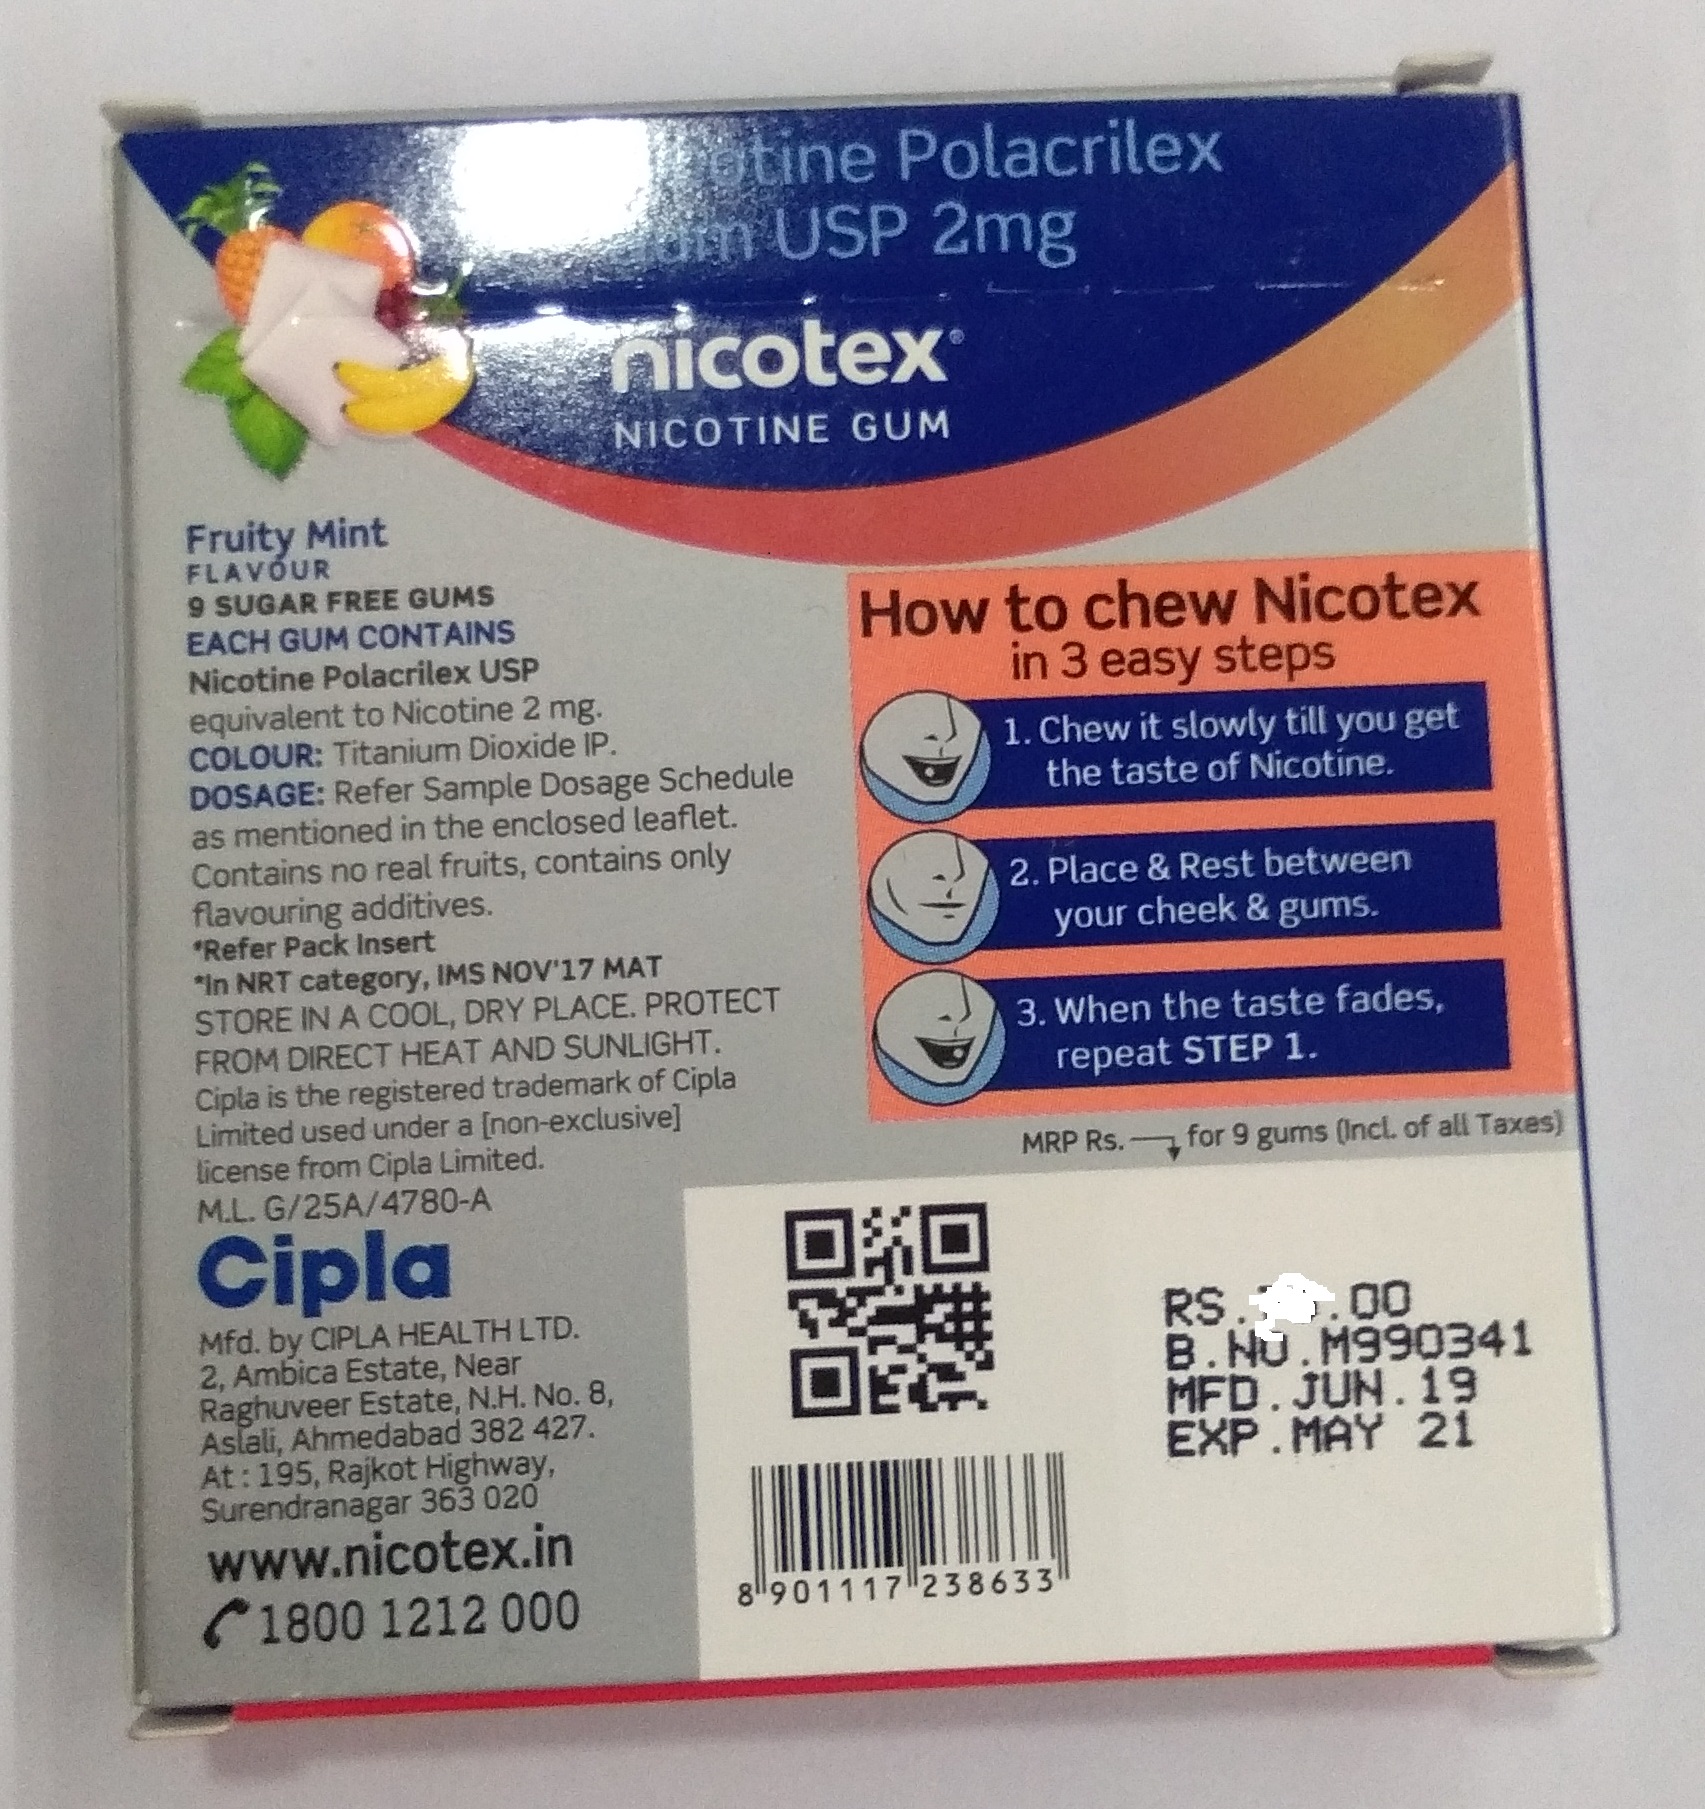 Polacrilex
USP 2mg
nicotex®
NICOTINE GUM
Fruity Mint
FLAVOUR
9 SUGAR FREE GUMS
EACH GUM CONTAINS
Nicotine Polacrilex USP
equivalent to Nicotine 2 mg.
COLOUR: Titanium Dioxide IP.
DOSAGE: Refer Sample Dosage Schedule
as mentioned in the enclosed leaflet.
Contains no real fruits, contains only
flavouring additives.
*Refer Pack Insert
*In NRT category, IMS NOV'17 MAT
STORE IN A COOL, DRY PLACE. PROTECT
FROM DIRECT HEAT AND SUNLIGHT.
Cipla is the registered trademark of Cipla
Limited used under a [non-exclusive]
license from Cipla Limited.
M.L. G/25A/4780-A
Cipla
Mfd. by CIPLA HEALTH LTD.
2, Ambica Estate, Near
Raghuveer Estate, N.H. No. 8,
Aslali, Ahmedabad 382 427.
At : 195, Rajkot Highway,
Surendranagar 363 020
www.nicotex.in
1800 1212 000
How to chew Nicotex
in 3 easy steps
1. Chew it slowly till you get
the taste of Nicotine.
2. Place & Rest between
your cheek & gums.
3. When the taste fades,
repeat STEP 1.
MRP Rs. for 9 gums (Incl. of all Taxes)
RS. .00
B.NO.M990341
MFD.JUN.19
EXP.MAY 21
8 901117 238633